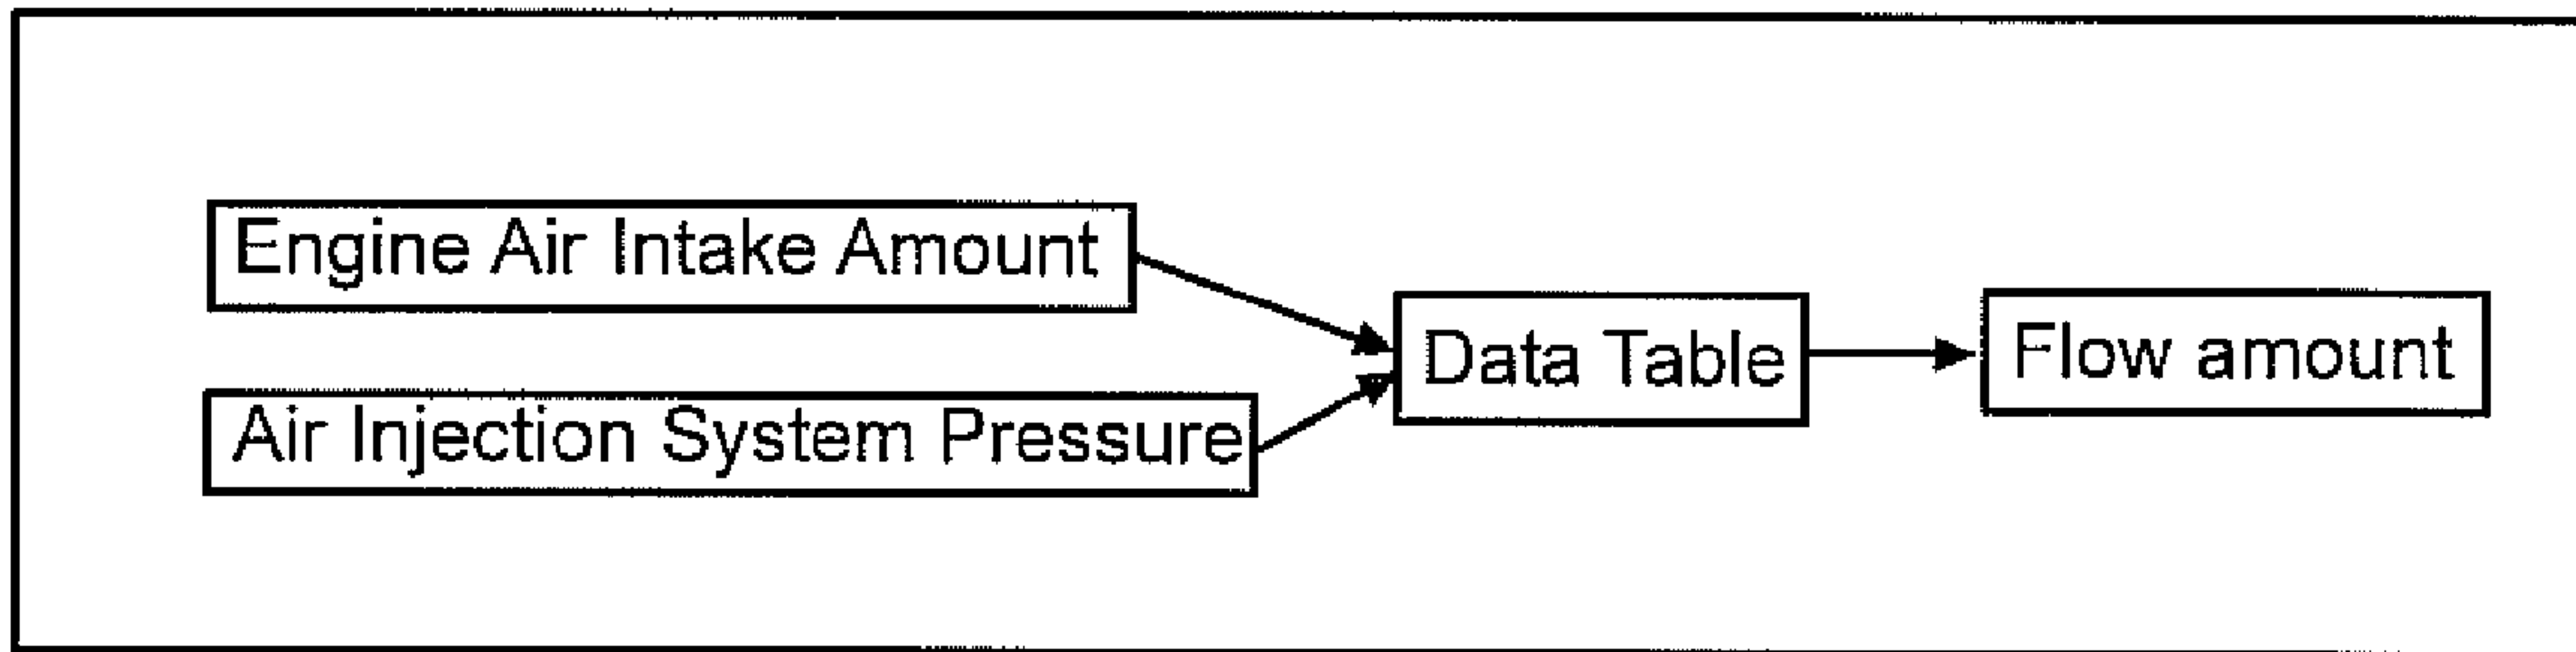 Engine Air Intake Amount
Air Injection System Pressure
Data Table
Flow amount